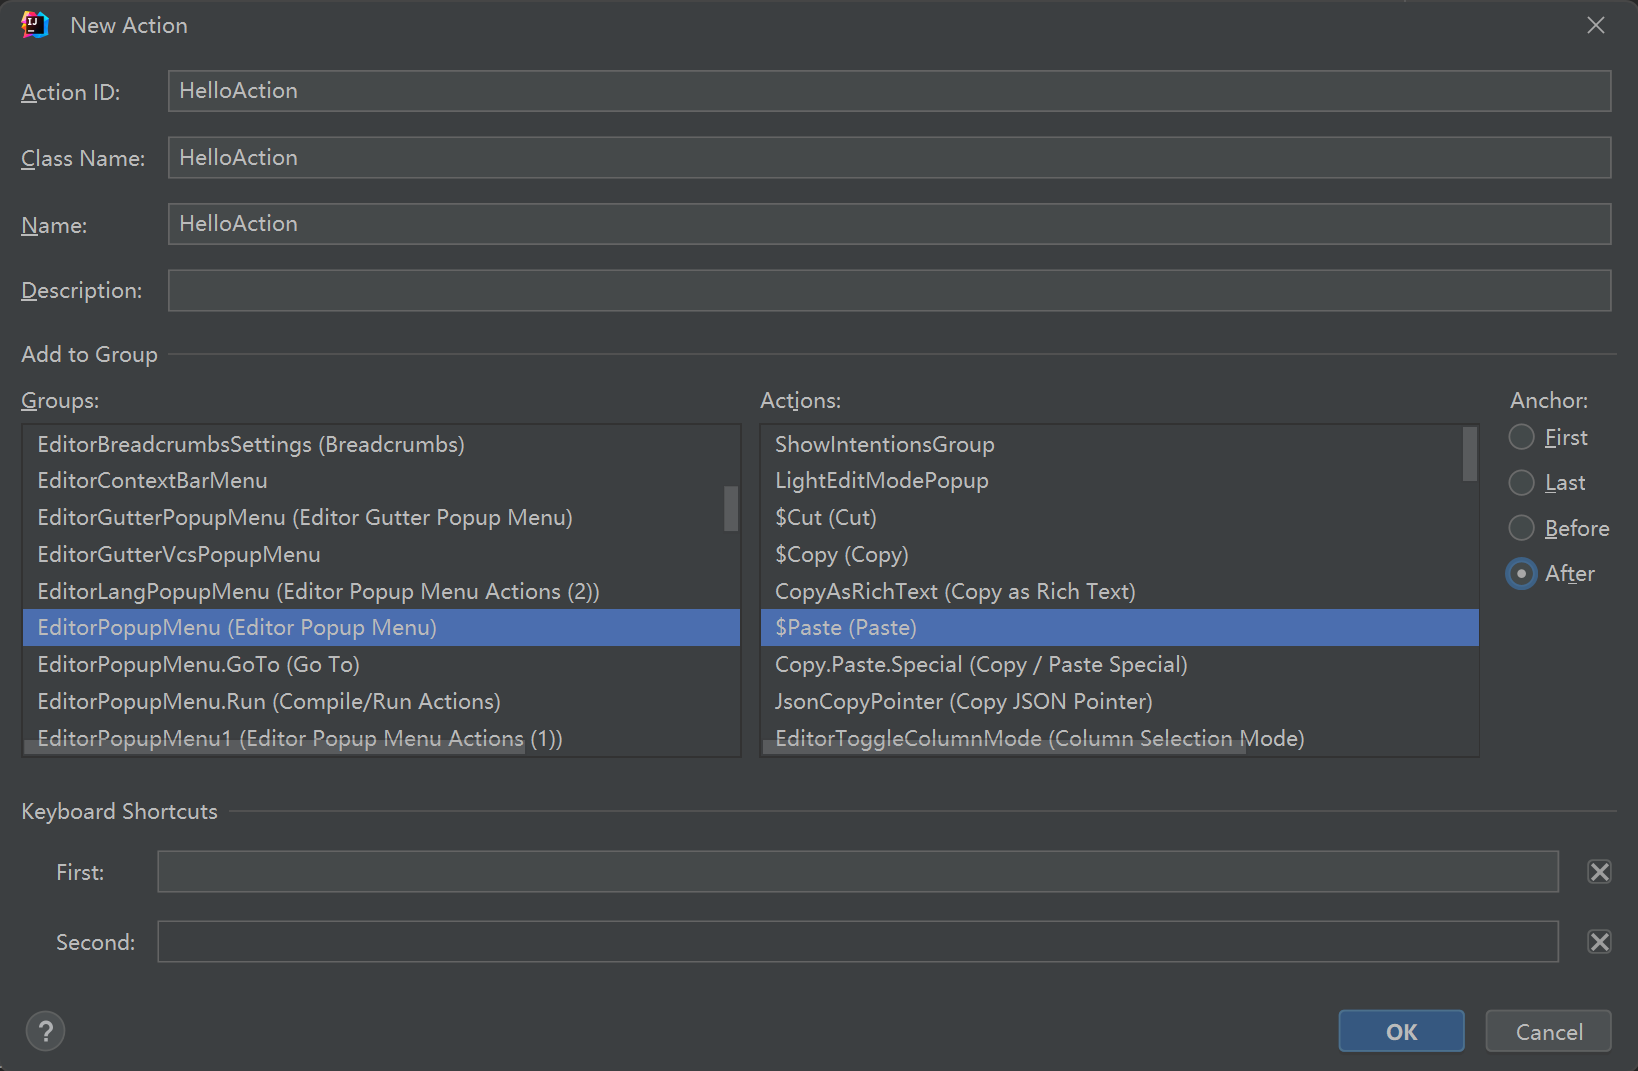 New Action
Action ID: HelloAction
Class Name: HelloAction
Name: HelloAction
Description:
Add to Group
Groups:
EditorBreadcrumbsSettings (Breadcrumbs)
EditorContextBarMenu
EditorGutterPopupMenu (Editor Gutter Popup Menu)
EditorGutterVcsPopupMenu
EditorLangPopupMenu (Editor Popup Menu Actions (2))
EditorPopupMenu (Editor Popup Menu)
EditorPopupMenu.GoTo (Go To)
EditorPopupMenu.Run (Compile/Run Actions)
EditorPopupMenu1 (Editor Popup Menu Actions (1))
Actions:
ShowIntentionsGroup
LightEditModePopup
$Cut (Cut)
$Copy (Copy)
CopyAsRichText (Copy as Rich Text)
$Paste (Paste)
Copy.Paste.Special (Copy / Paste Special)
JsonCopyPointer (Copy JSON Pointer)
EditorToggleColumnMode (Column Selection Mode)
Anchor:
First
Last
Before
After
Keyboard Shortcuts
First:
Second:
?
OK
Cancel